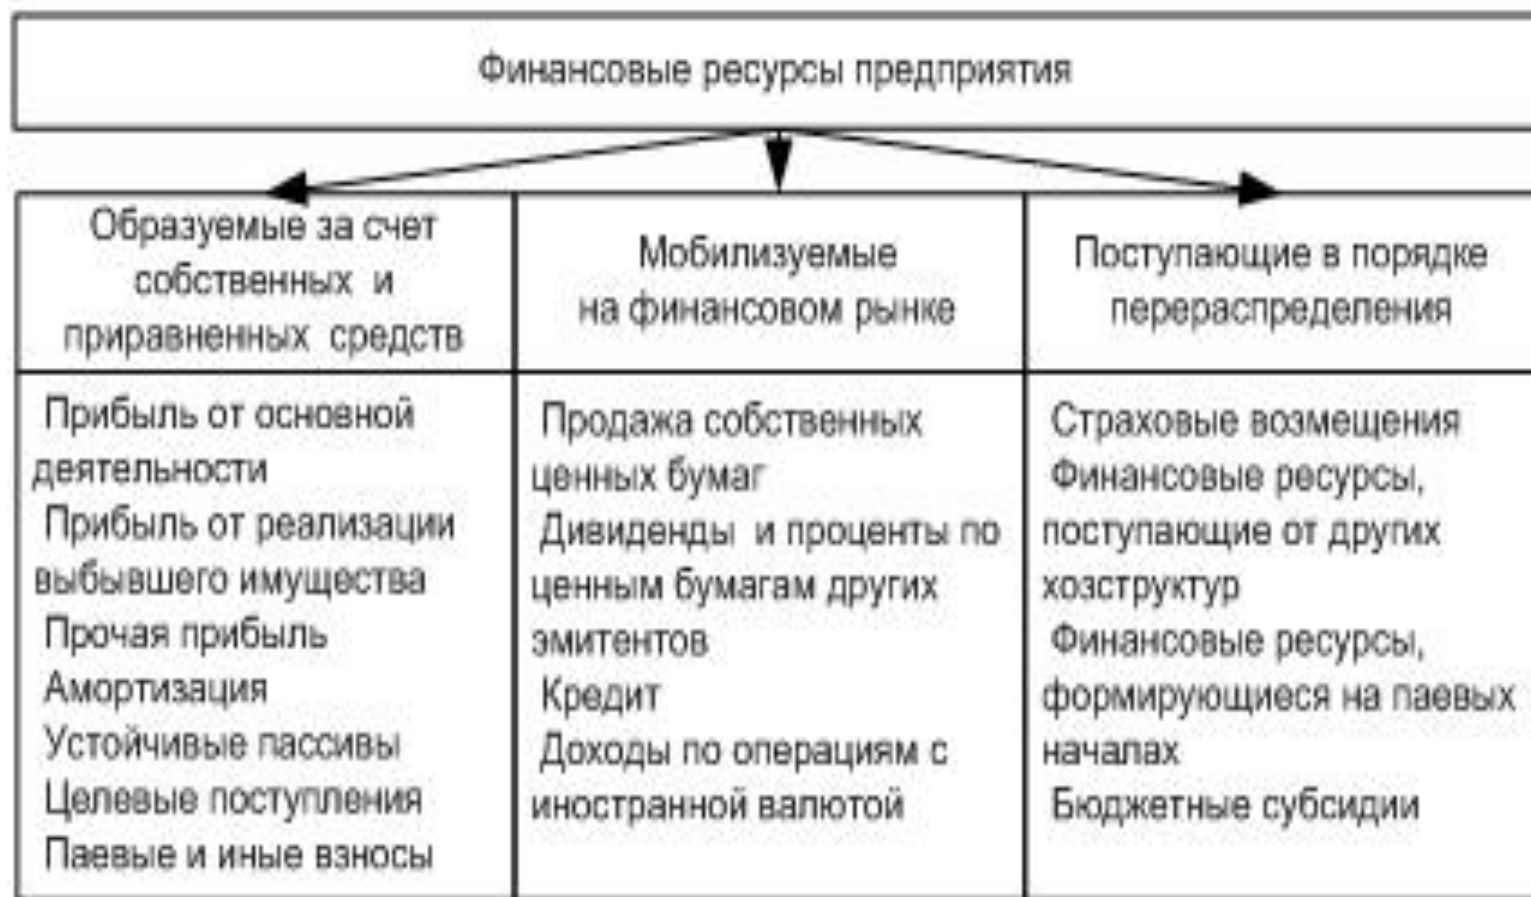 Финансовые ресурсы предприятия
Образуемые за счет
собственных и
приравненных средств
Мобилизуемые
на финансовом рынке
Поступающие в порядке
перераспределения
Прибыль от основной
деятельности
Прибыль от реализации
выбывшего имущества
Прочая прибыль
Амортизация
Устойчивые пассивы
Целевые поступления
Паевые и иные взносы
Продажа собственных
ценных бумаг
Дивиденды и проценты по
ценным бумагам других
эмитентов
Кредит
Доходы по операциям с
иностранной валютой
Страховые возмещения
Финансовые ресурсы,
поступающие от других
хозструктур
Финансовые ресурсы,
формирующиеся на паевых
началах
Бюджетные субсидии